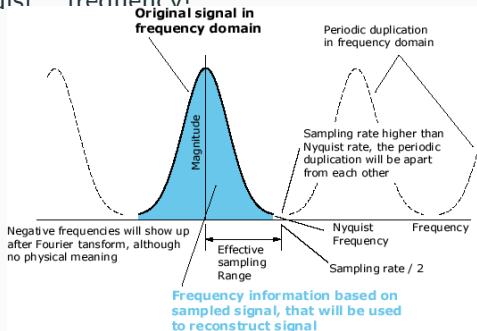 frequency!
Original signal in
frequency domain
Periodic duplication
in frequency domain
Magnitude
Sampling rate higher than
Nyquist rate, the periodic
duplication will be apart
from each other
Negative frequencies will show up
after Fourier tansform, although
no physical meaning
Effective
sampling
Range
Nyquist
Frequency
Frequency
Sampling rate / 2
Frequency information based on
sampled signal, that will be used
to reconstruct signal